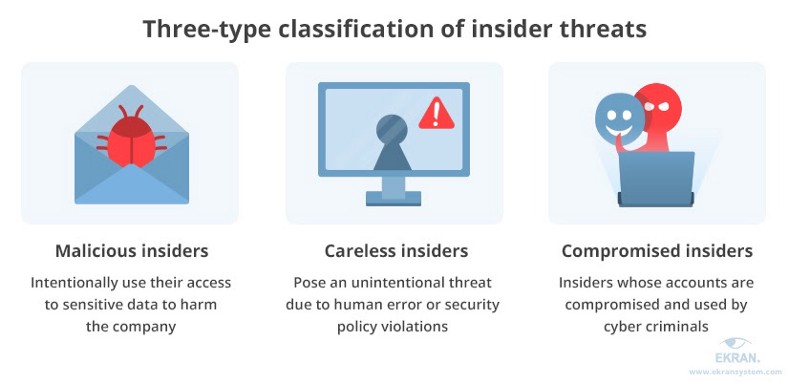 Three-type classification of insider threats
Malicious insiders
Intentionally use their access
to sensitive data to harm
the company
Careless insiders
Pose an unintentional threat
due to human error or security
policy violations
Compromised insiders
Insiders whose accounts are
compromised and used by
cyber criminals
EKRAN.
www.ekransystem.com